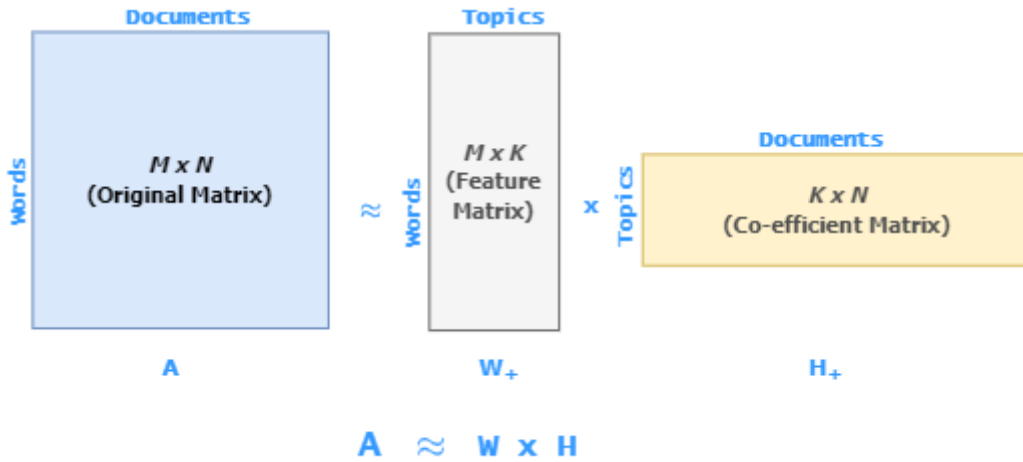 Documents
Topics
Words
M x N
(Original Matrix)
≈
Words
M x K
(Feature
Matrix)
x
Documents
Topics
K x N
(Co-efficient Matrix)
A
W+
H+
A ≈ W x H